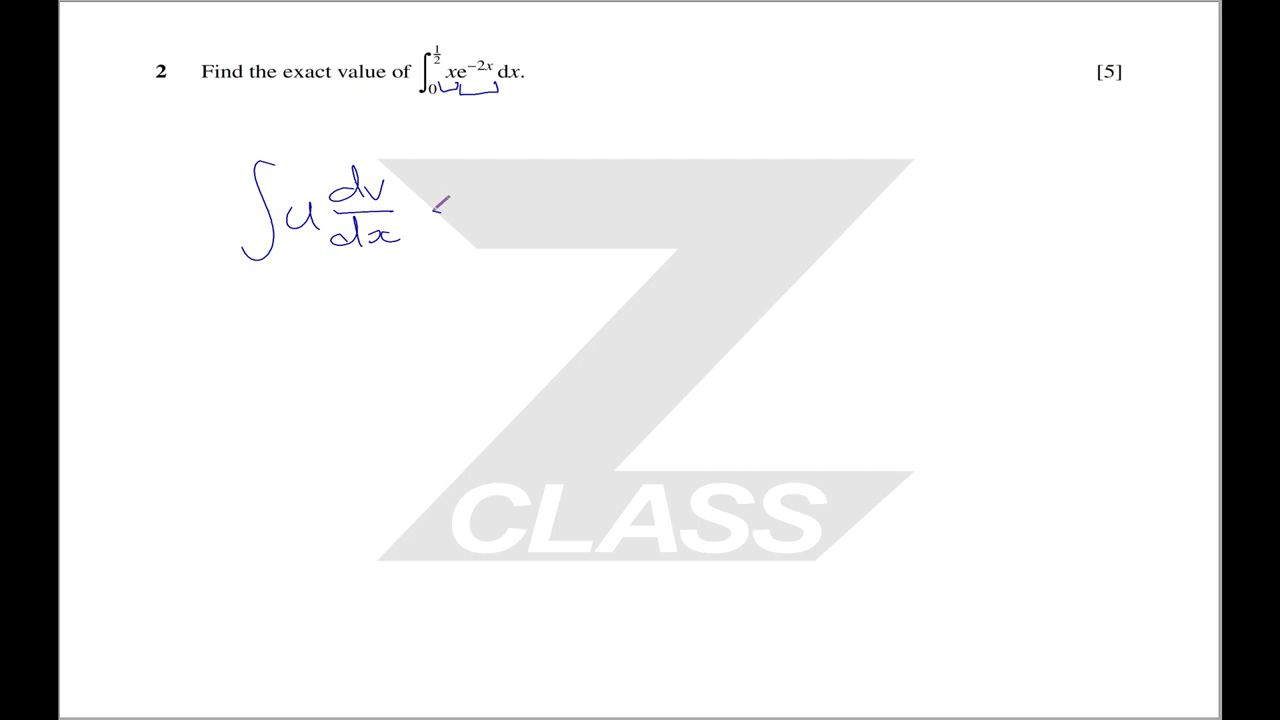 2 Find the exact value of ∫₀^{1/2} xe^{−2x} dx. [5]
∫ u dv/dx
CLASS